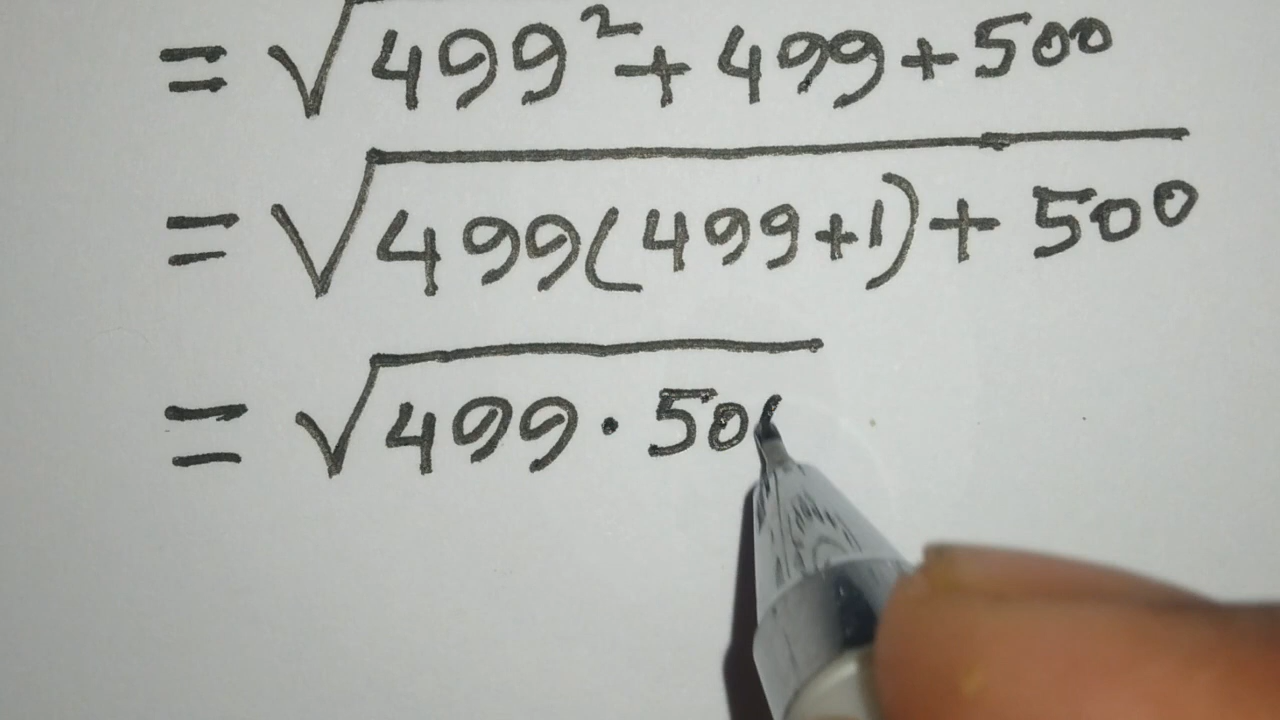 = √499² + 499 + 500
= √499(499+1) + 500
= √499 · 50